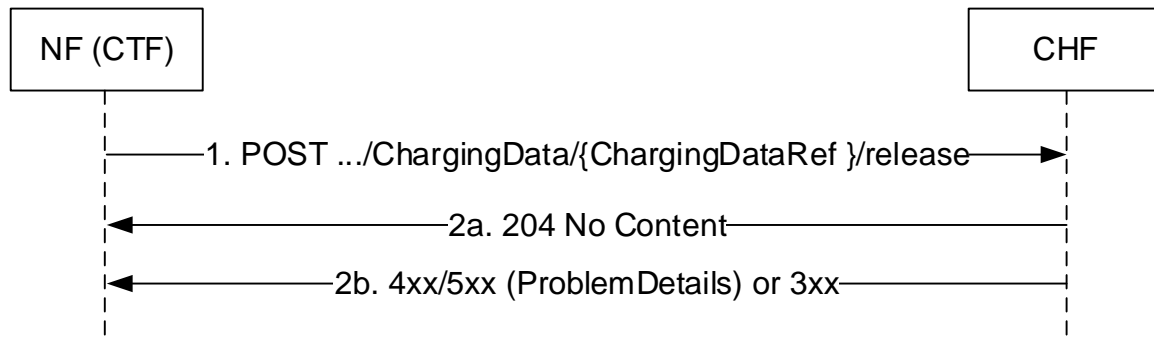 NF (CTF)
CHF
1. POST .../ChargingData/{ChargingDataRef }/release
2a. 204 No Content
2b. 4xx/5xx (ProblemDetails) or 3xx